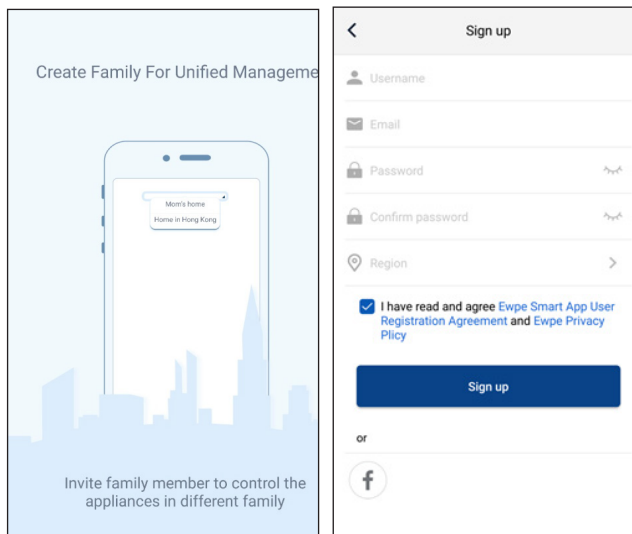 Create Family For Unified Manageme
Mom's home
Home in Hong Kong
Invite family member to control the
appliances in different family
Sign up
Username
Email
Password
Confirm password
Region
I have read and agree Ewpe Smart App User
Registration Agreement and Ewpe Privacy
Plicy
Sign up
or